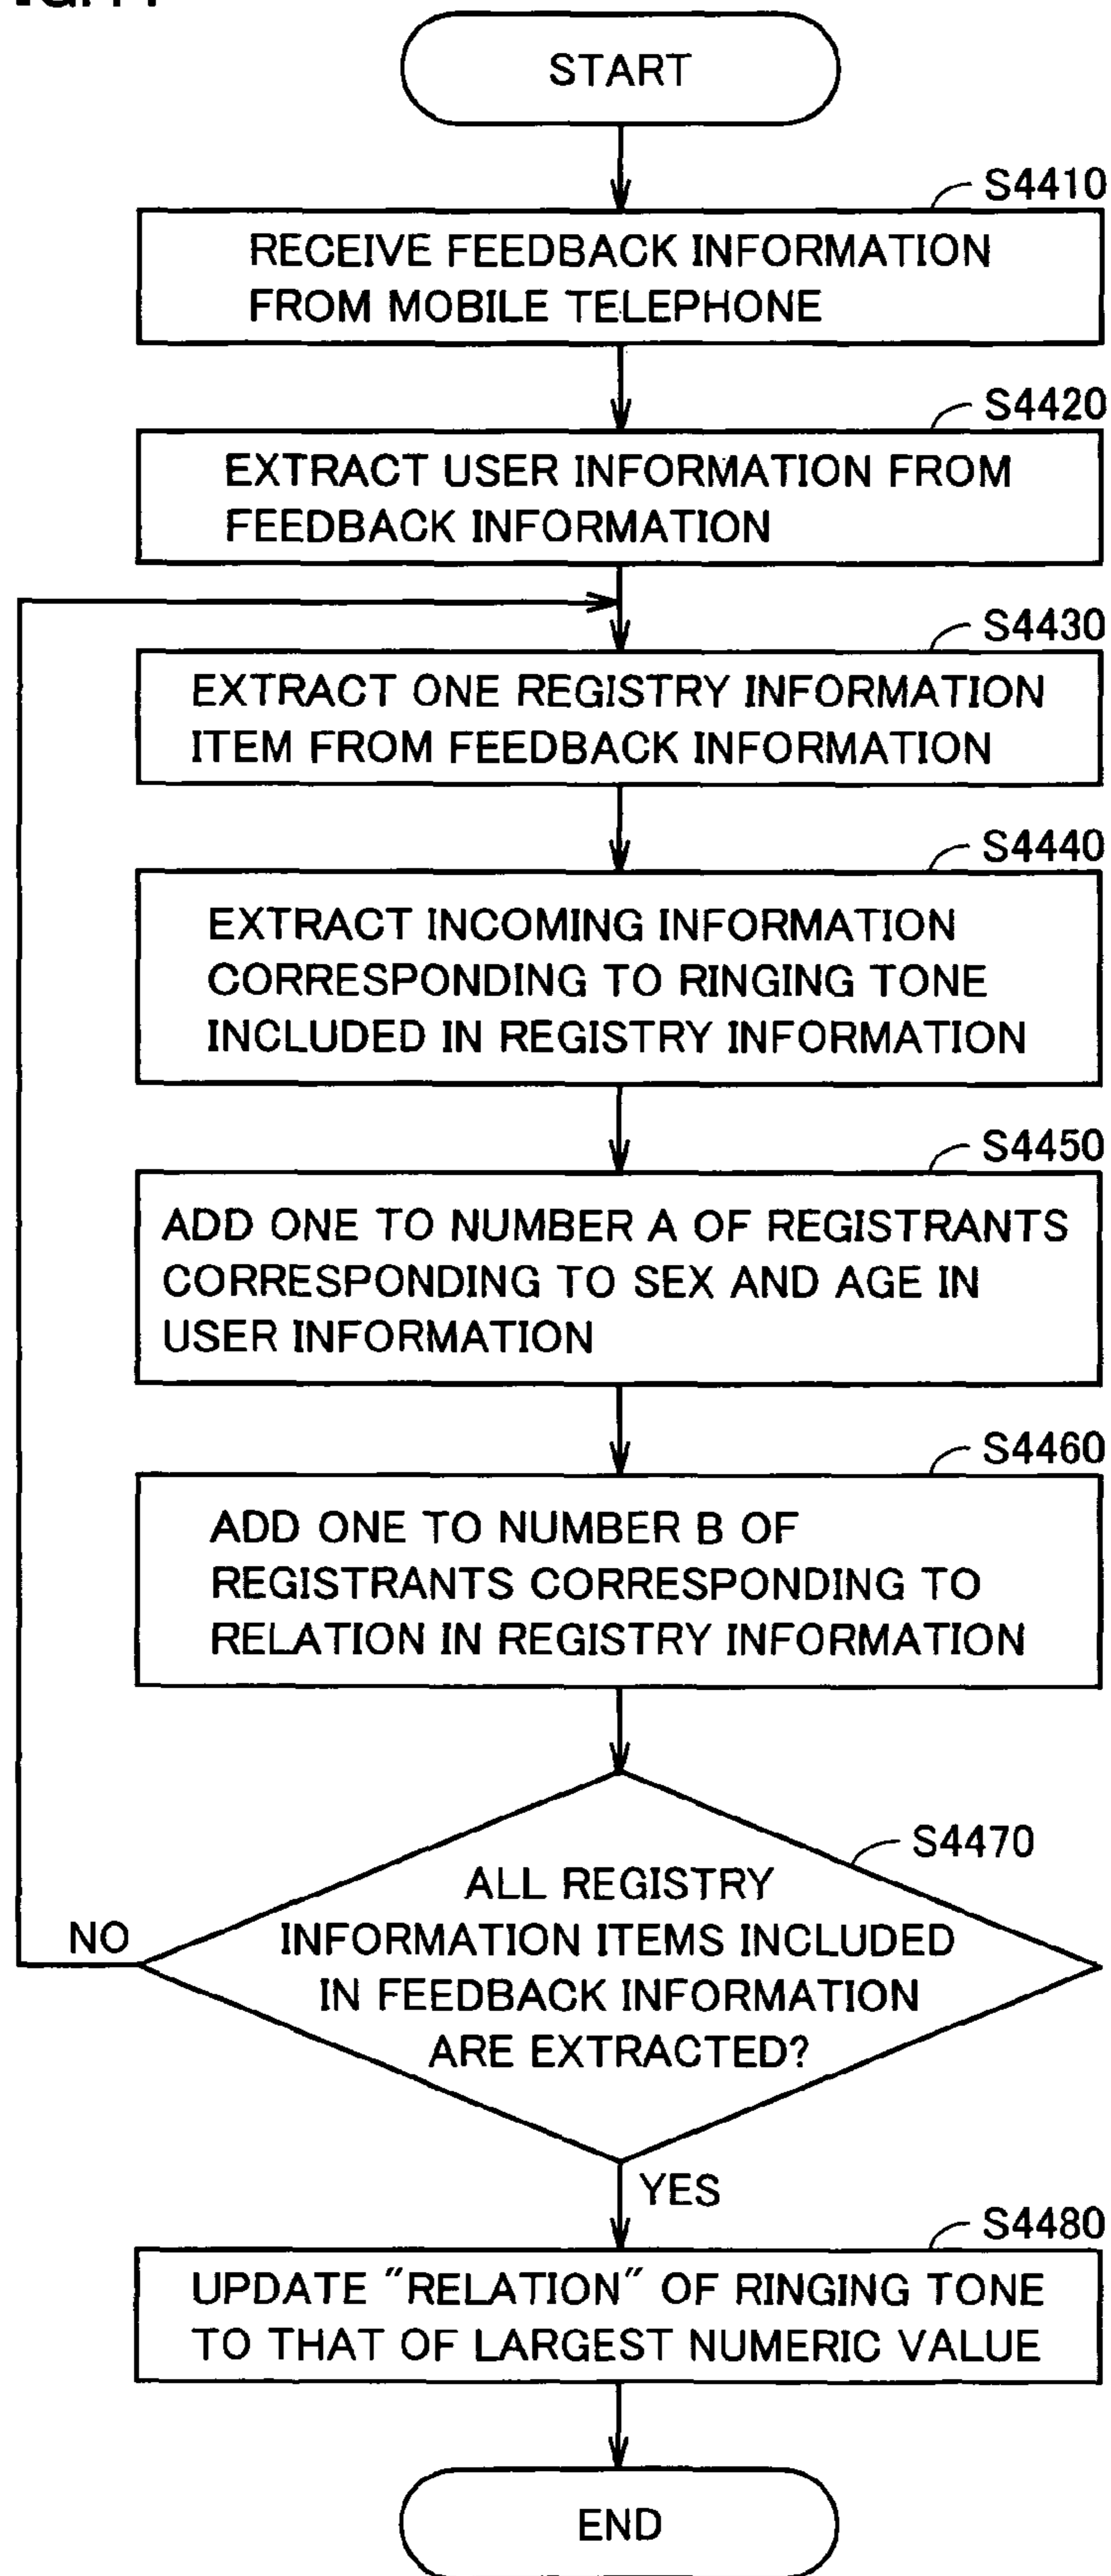 START
S4410
RECEIVE FEEDBACK INFORMATION
FROM MOBILE TELEPHONE
S4420
EXTRACT USER INFORMATION FROM
FEEDBACK INFORMATION
S4430
EXTRACT ONE REGISTRY INFORMATION
ITEM FROM FEEDBACK INFORMATION
S4440
EXTRACT INCOMING INFORMATION
CORRESPONDING TO RINGING TONE
INCLUDED IN REGISTRY INFORMATION
S4450
ADD ONE TO NUMBER A OF REGISTRANTS
CORRESPONDING TO SEX AND AGE IN
USER INFORMATION
S4460
ADD ONE TO NUMBER B OF
REGISTRANTS CORRESPONDING TO
RELATION IN REGISTRY INFORMATION
S4470
ALL REGISTRY
INFORMATION ITEMS INCLUDED
IN FEEDBACK INFORMATION
ARE EXTRACTED?
NO
YES
S4480
UPDATE "RELATION" OF RINGING TONE
TO THAT OF LARGEST NUMERIC VALUE
END